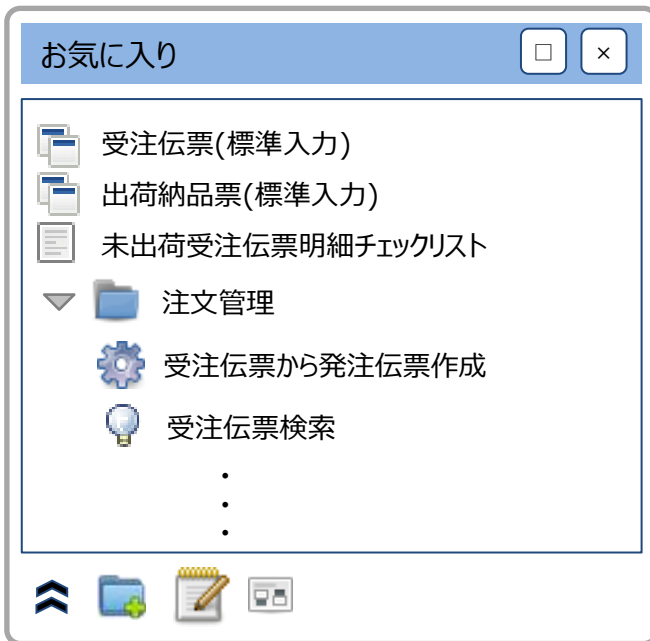 お気に入り
受注伝票(標準入力)
出荷納品票(標準入力)
未出荷受注伝票明細チェックリスト
注文管理
受注伝票から発注伝票作成
受注伝票検索
・
・
・